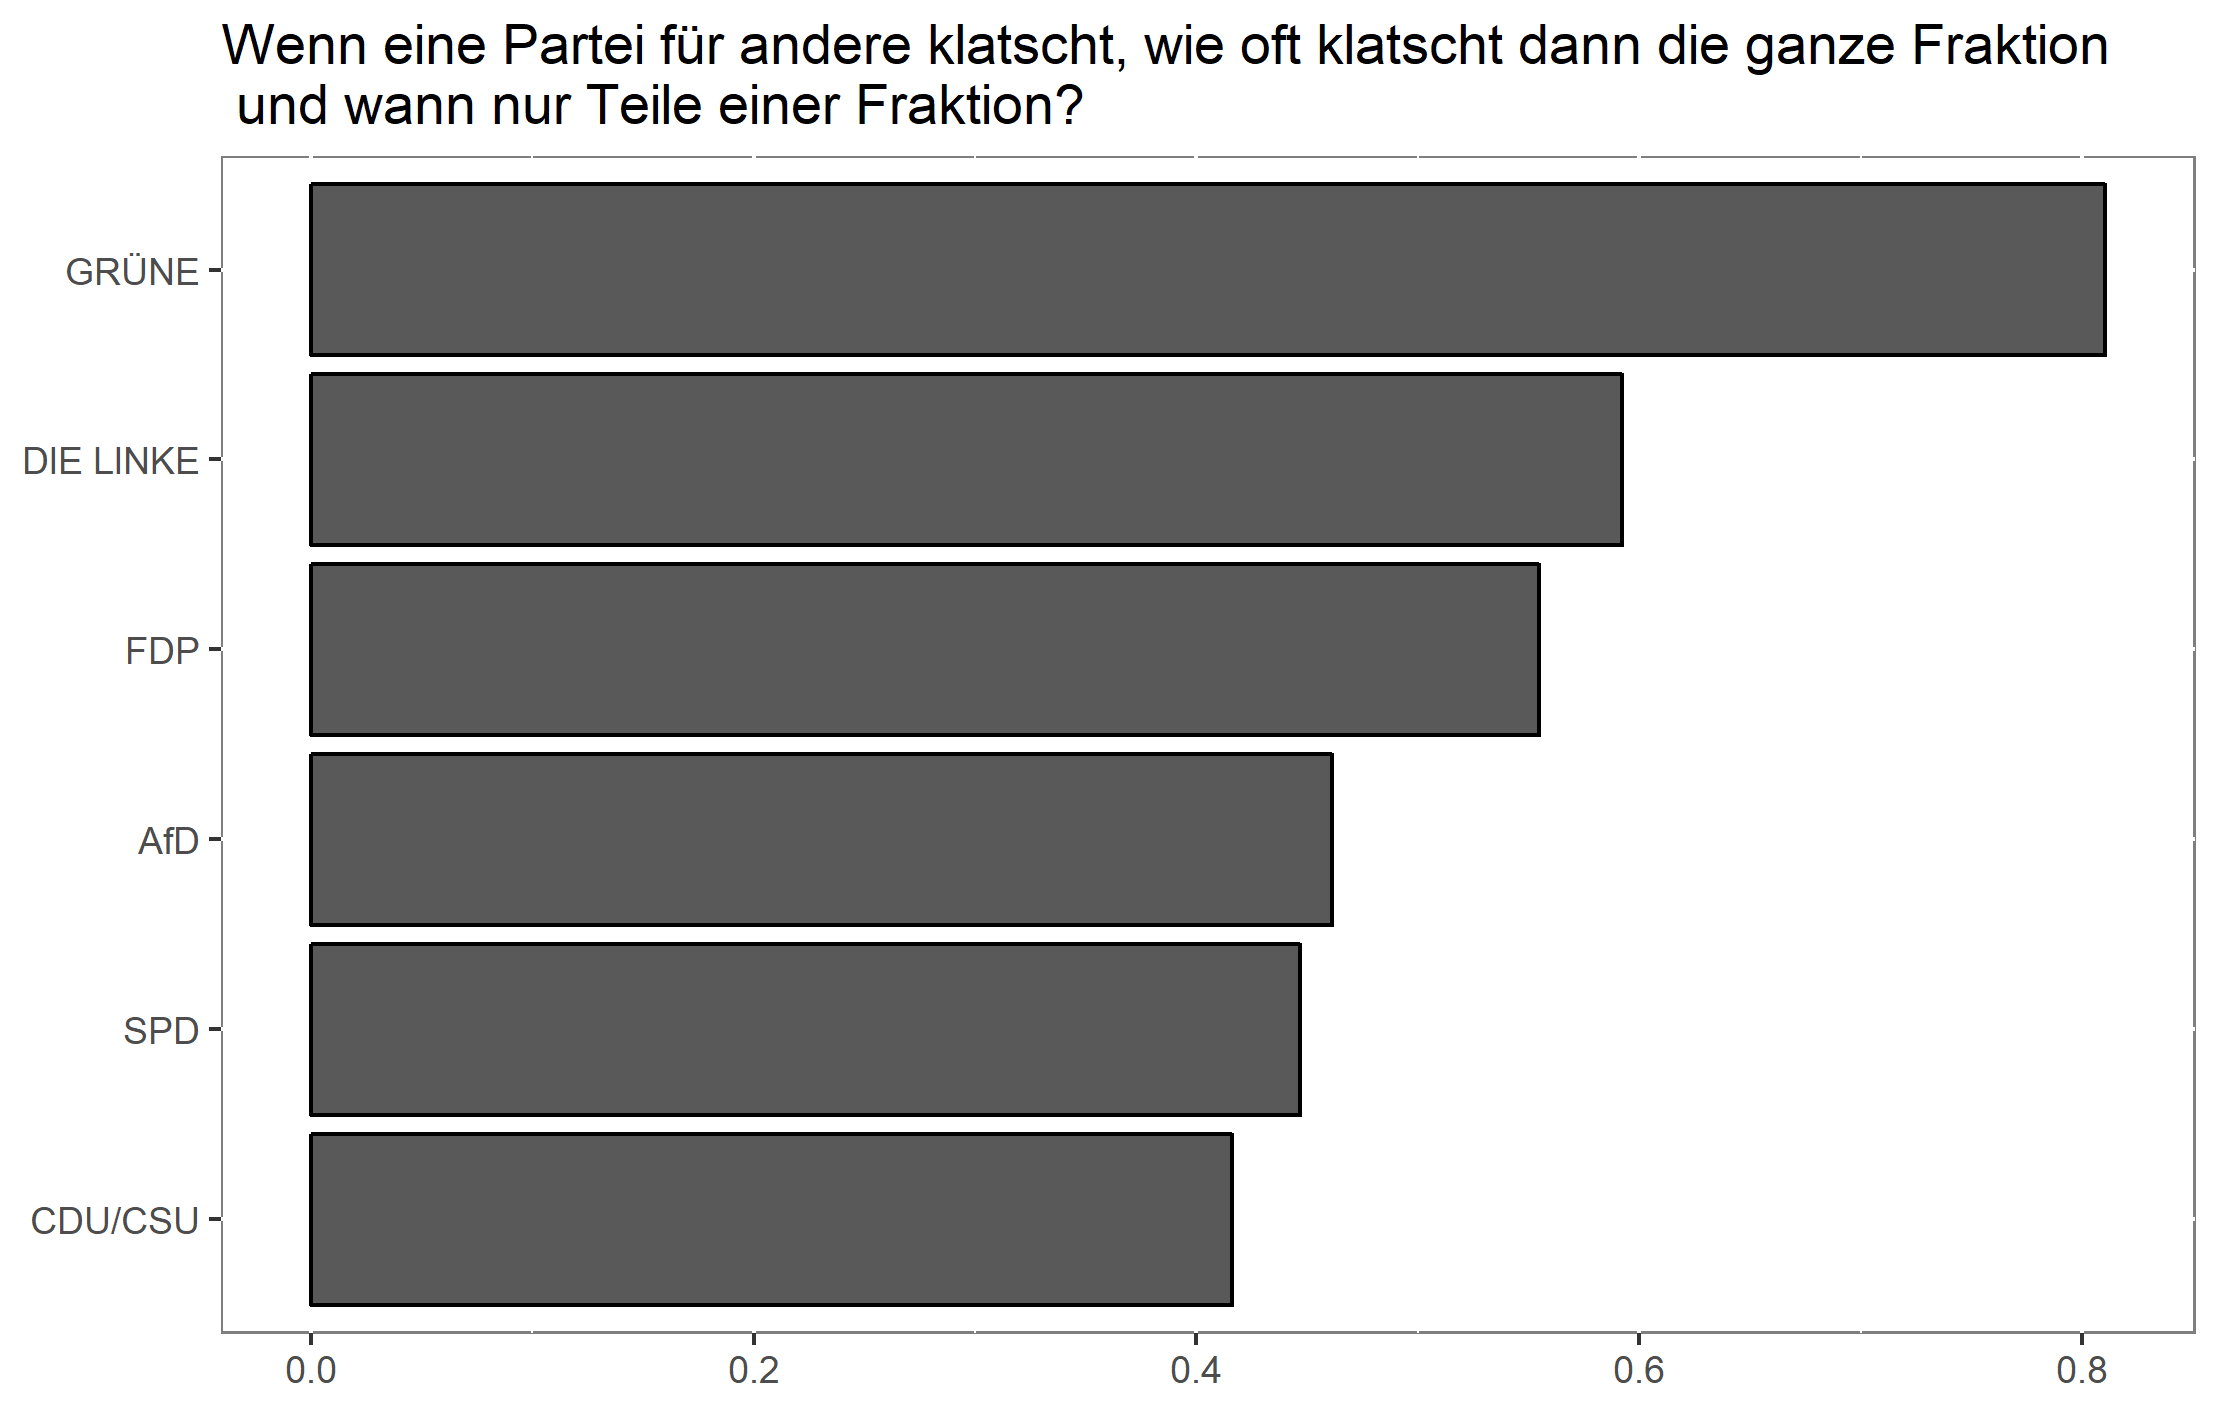 Wenn eine Partei für andere klatscht, wie oft klatscht dann die ganze Fraktion
und wann nur Teile einer Fraktion?
GRÜNE
DIE LINKE
FDP
AfD
SPD
CDU/CSU
0.0 0.2 0.4 0.6 0.8